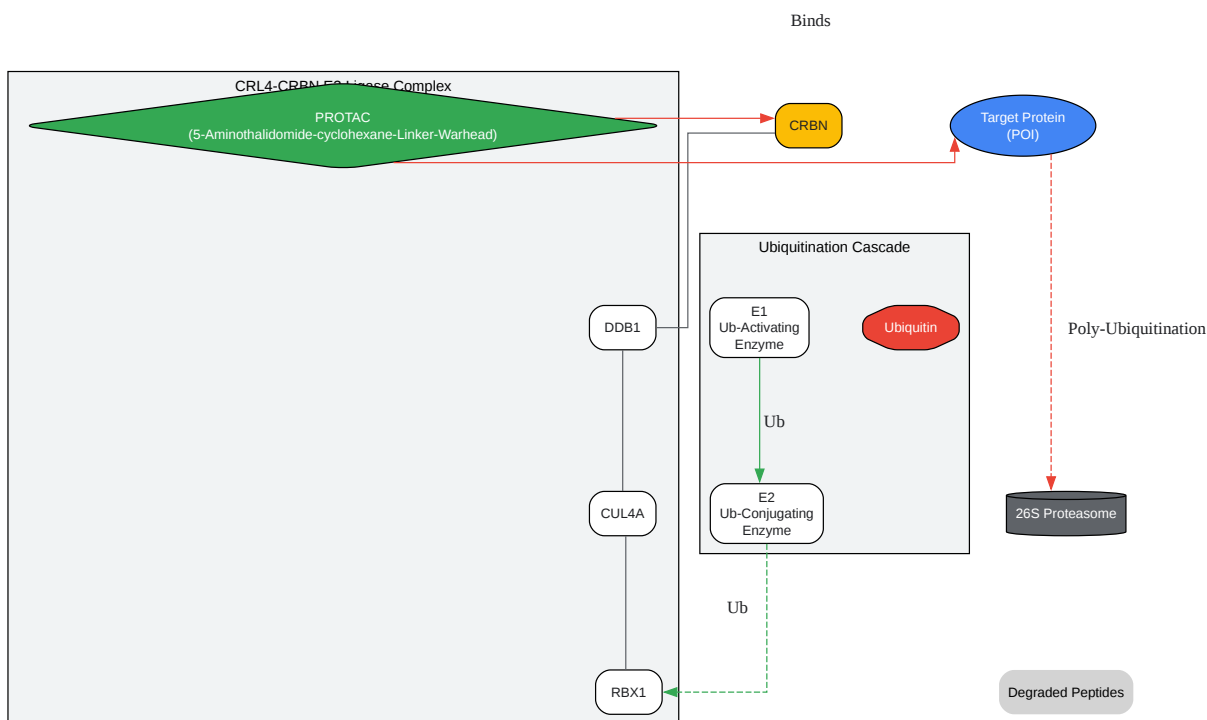 Binds
CRL4-CRBN E3 Ligase Complex
PROTAC
(5-Aminothalidomide-cyclohexane-Linker-Warhead)
CRBN
Target Protein
(POI)
Ubiquitination Cascade
DDB1
E1
Ub-Activating
Enzyme
Ubiquitin
Poly-Ubiquitination
Ub
CUL4A
E2
Ub-Conjugating
Enzyme
26S Proteasome
Ub
RBX1
Degraded Peptides